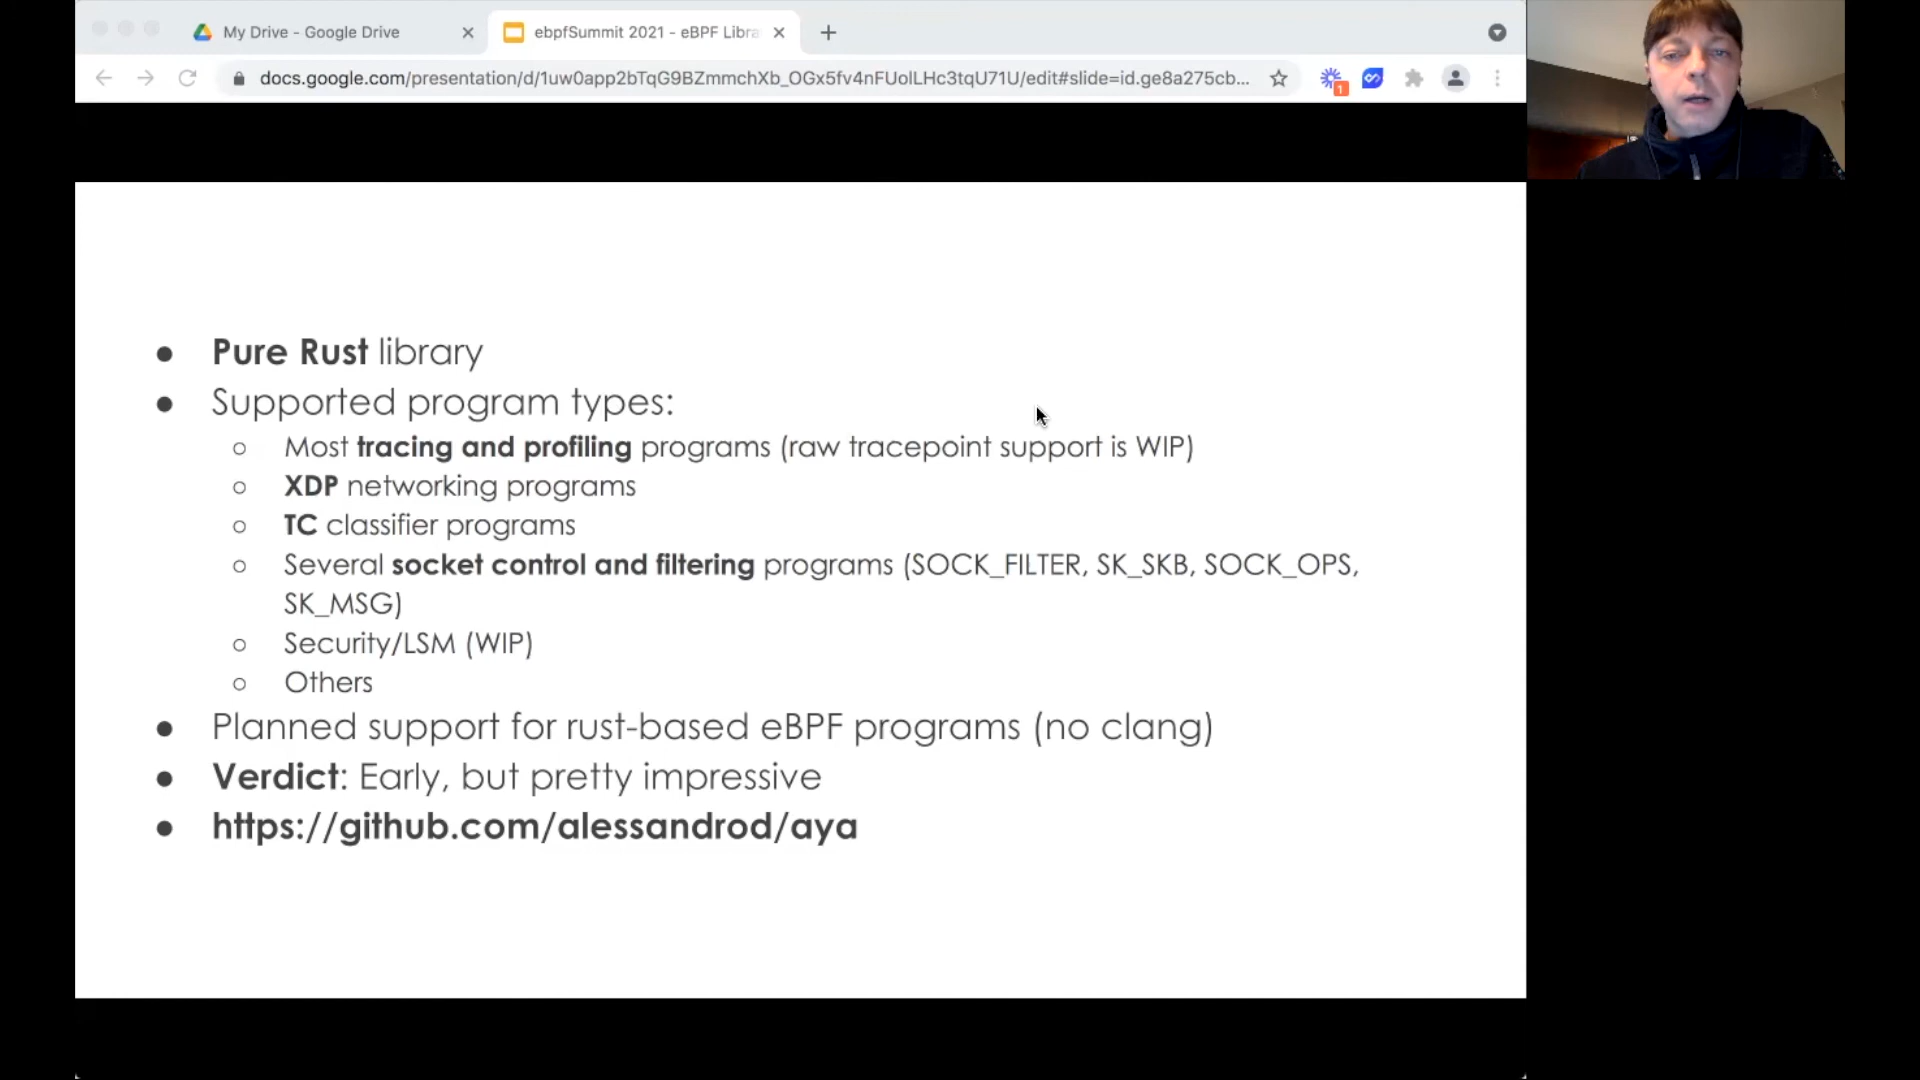 My Drive - Google Drive
ebpfSummit 2021 - eBPF Libra
docs.google.com/presentation/d/1uw0app2bTqG9BZmmchXb_OGx5fv4nFUolLHc3tqU71U/edit#slide=id.ge8a275cb...
1
● Pure Rust library
● Supported program types:
○ Most tracing and profiling programs (raw tracepoint support is WIP)
○ XDP networking programs
○ TC classifier programs
○ Several socket control and filtering programs (SOCK_FILTER, SK_SKB, SOCK_OPS,
SK_MSG)
○ Security/LSM (WIP)
○ Others
● Planned support for rust-based eBPF programs (no clang)
● Verdict: Early, but pretty impressive
● https://github.com/alessandrod/aya